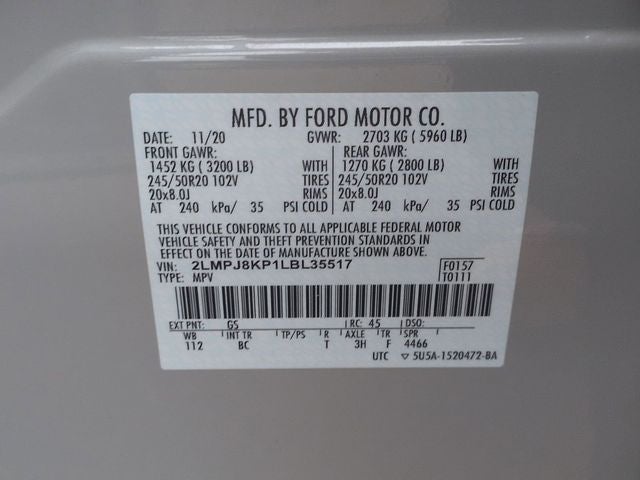 MFD. BY FORD MOTOR CO.
DATE: 11/20 GVWR: 2703 KG ( 5960 LB)
FRONT GAWR: REAR GAWR:
1452 KG ( 3200 LB) WITH 1270 KG ( 2800 LB) WITH
245/50R20 102V TIRES 245/50R20 102V TIRES
20x8.0J RIMS 20x8.0J RIMS
AT 240 kPa/ 35 PSI COLD AT 240 kPa/ 35 PSI COLD
THIS VEHICLE CONFORMS TO ALL APPLICABLE FEDERAL MOTOR
VEHICLE SAFETY AND THEFT PREVENTION STANDARDS IN
EFFECT ON THE DATE OF MANUFACTURE SHOWN ABOVE.
VIN: 2LMPJ8KP1LBL35517 F0157
TYPE: MPV T0111
EXT PNT: GS RC: 45 DSO:
WB INT TR TP/PS R AXLE TR SPR
112 BC T 3H F 4466
UTC ▽ 5U5A-1520472-BA